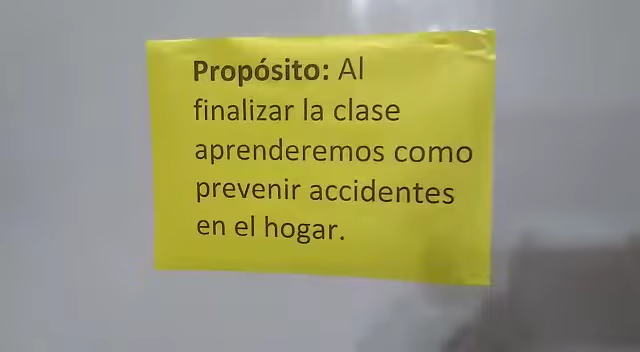 Propósito: Al
finalizar la clase
aprenderemos como
prevenir accidentes
en el hogar.